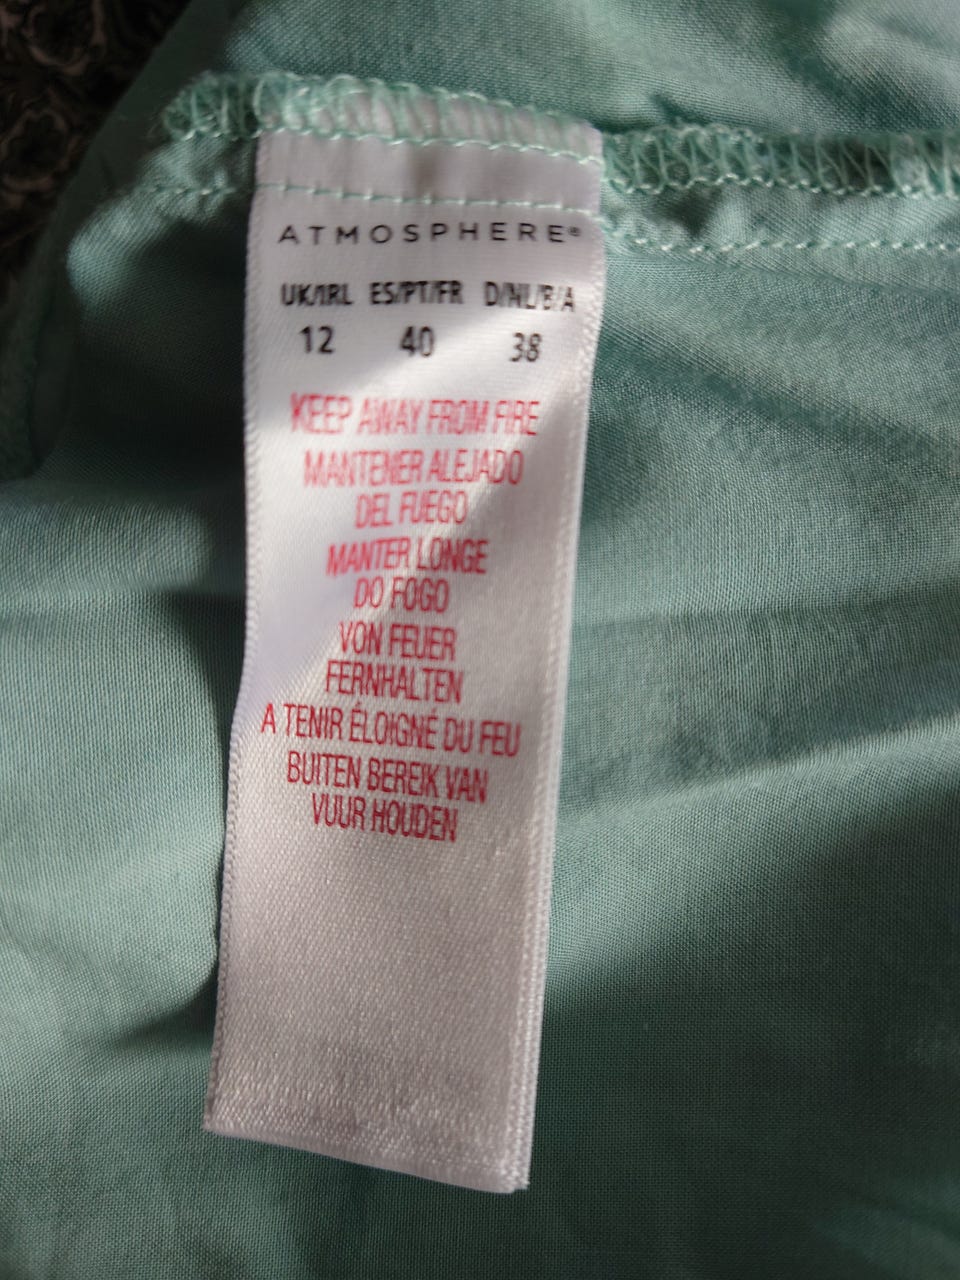 ATMOSPHERE®
UK/IRL ES/PT/FR D/NL/B/A
12 40 38
KEEP AWAY FROM FIRE
MANTENER ALEJADO
DEL FUEGO
MANTER LONGE
DO FOGO
VON FEUER
FERNHALTEN
A TENIR ÉLOIGNÉ DU FEU
BUITEN BEREIK VAN
VUUR HOUDEN